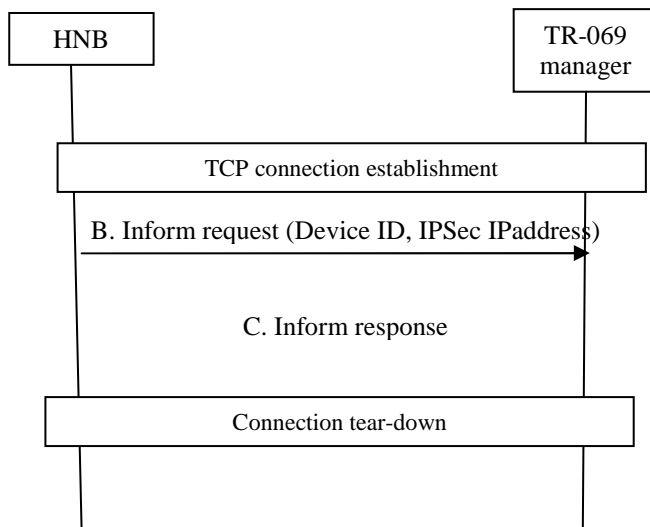 HNB
TR-069
manager
TCP connection establishment
B. Inform request (Device ID, IPSec IPaddress)
C. Inform response
Connection tear-down